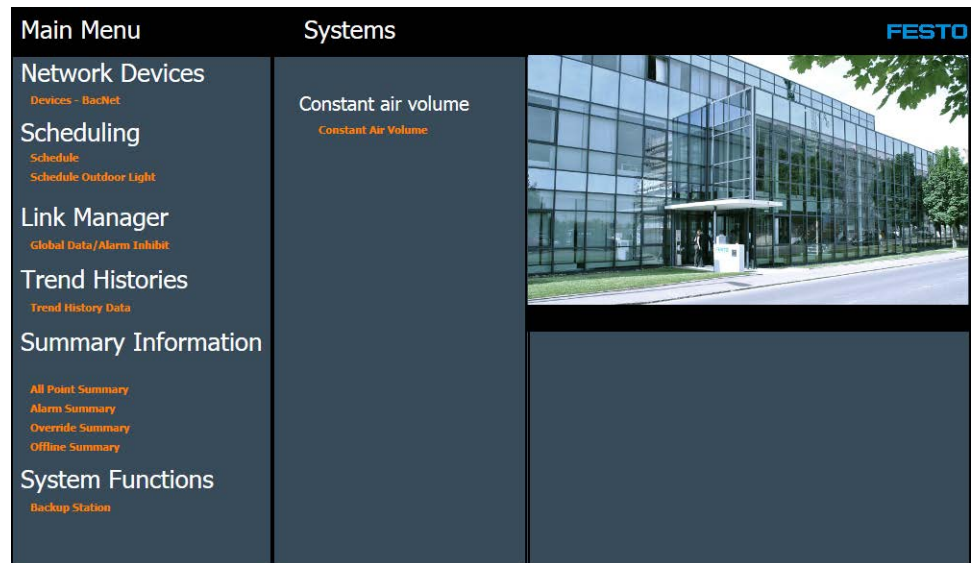 Main Menu
Systems
FESTO
Network Devices
Devices - BacNet
Scheduling
Schedule
Schedule Outdoor Light
Link Manager
Global Data/Alarm Inhibit
Trend Histories
Trend History Data
Summary Information
All Point Summary
Alarm Summary
Override Summary
Offline Summary
System Functions
Backup Station
Constant air volume
Constant Air Volume
FESTO